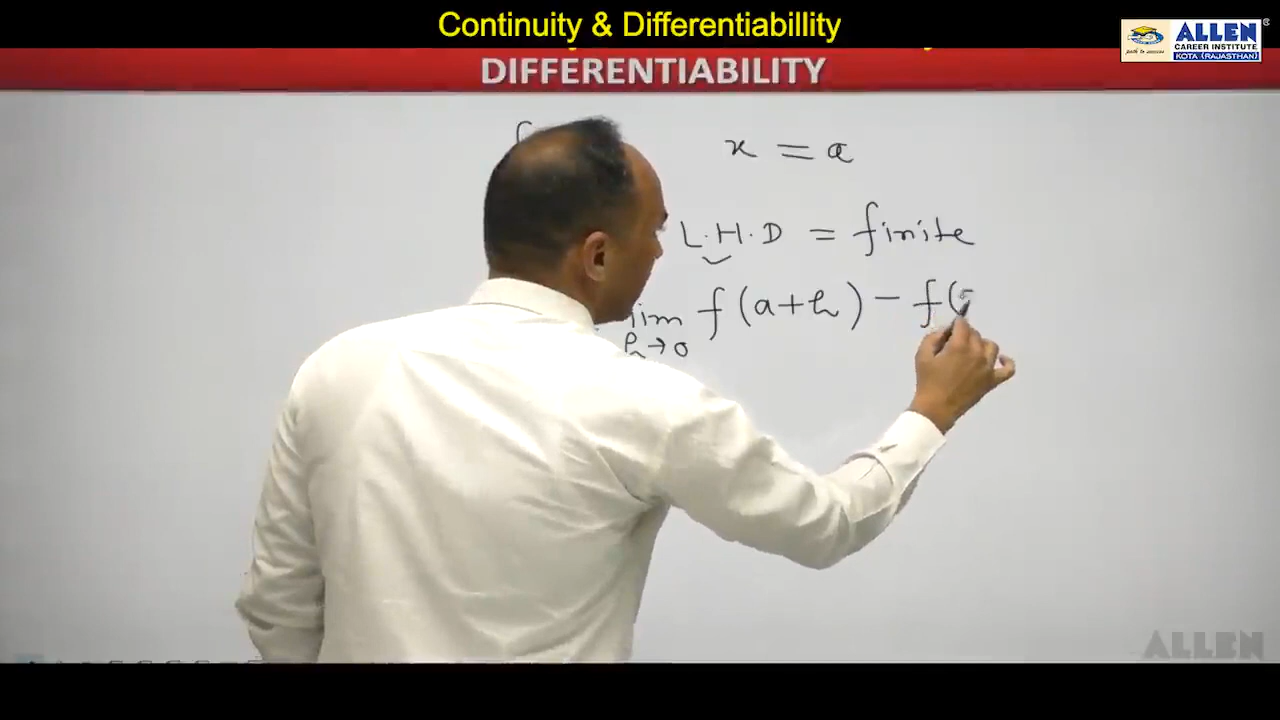 Continuity & Differentiabillity
ALLEN
CAREER INSTITUTE
KOTA (RAJASTHAN)
DIFFERENTIABILITY
x = a
L.H.D = finite
lim f(a+h) - f(
h→0
ALLEN